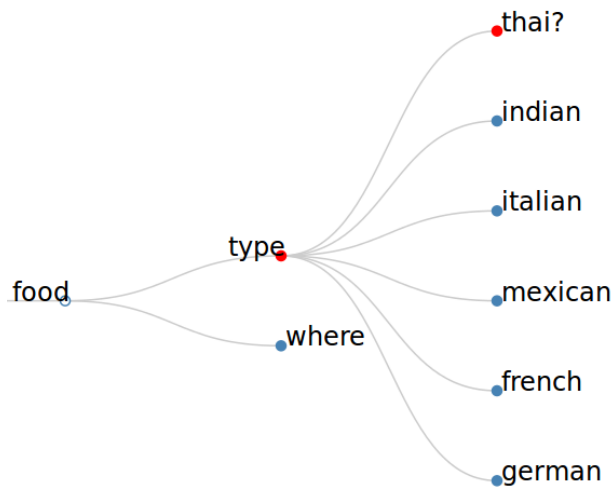 thai?
indian
italian
type
food
mexican
where
french
german